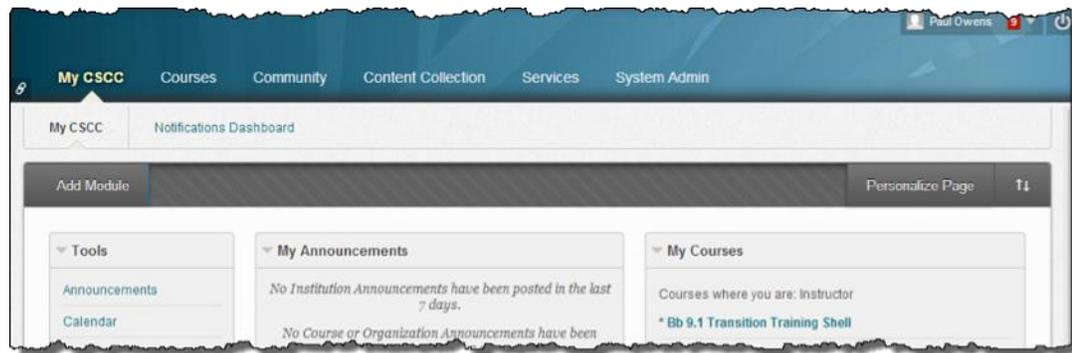 Paul Owens 9
My CSCC Courses Community Content Collection Services System Admin
My CSCC Notifications Dashboard
Add Module Personalize Page
Tools
Announcements
Calendar
My Announcements
No Institution Announcements have been posted in the last
7 days.
No Course or Organization Announcements have been
My Courses
Courses where you are: Instructor
* Bb 9.1 Transition Training Shell